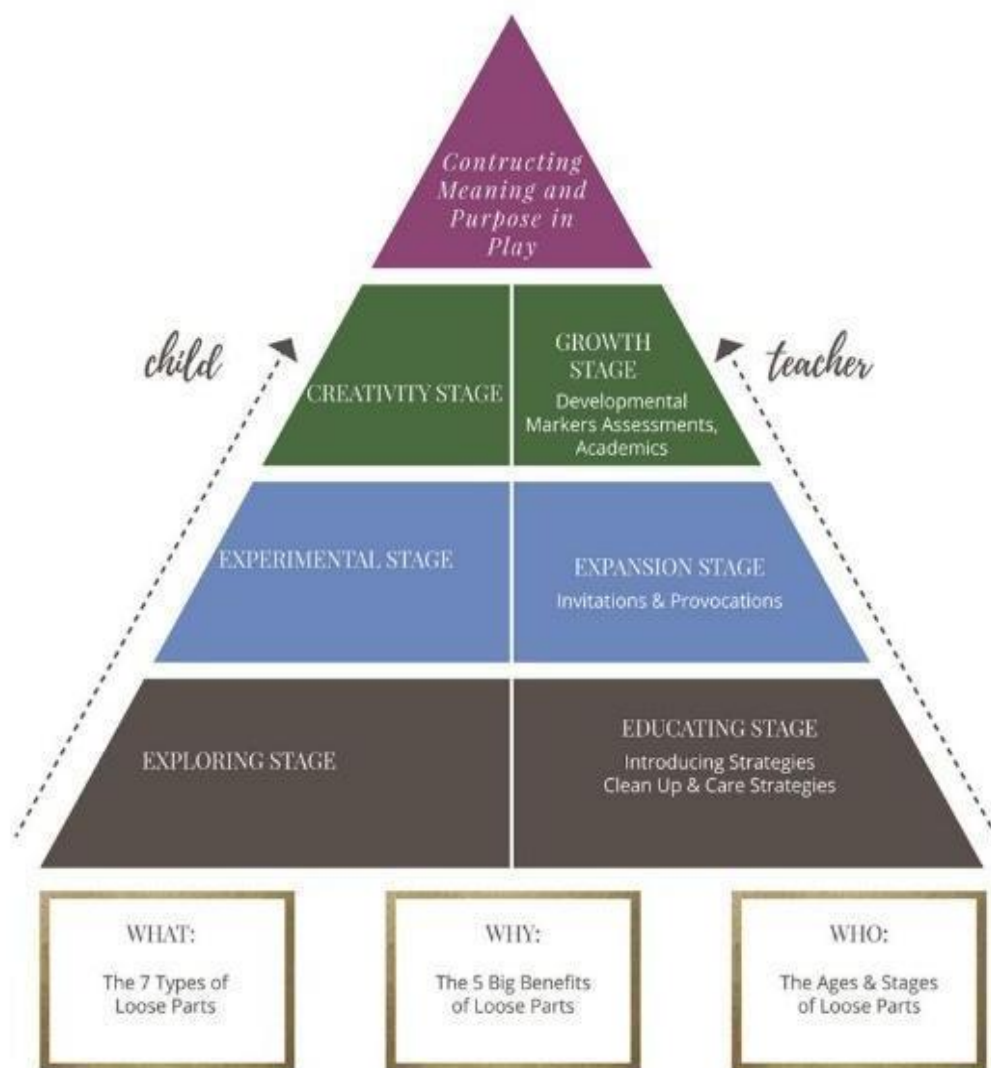 Contructing
Meaning and
Purpose in
Play
child
teacher
CREATIVITY STAGE
GROWTH
STAGE
Developmental
Markers Assessments,
Academics
EXPERIMENTAL STAGE
EXPANSION STAGE
Invitations & Provocations
EXPLORING STAGE
EDUCATING STAGE
Introducing Strategies
Clean Up & Care Strategies
WHAT:
The 7 Types of
Loose Parts
WHY:
The 5 Big Benefits
of Loose Parts
WHO:
The Ages & Stages
of Loose Parts